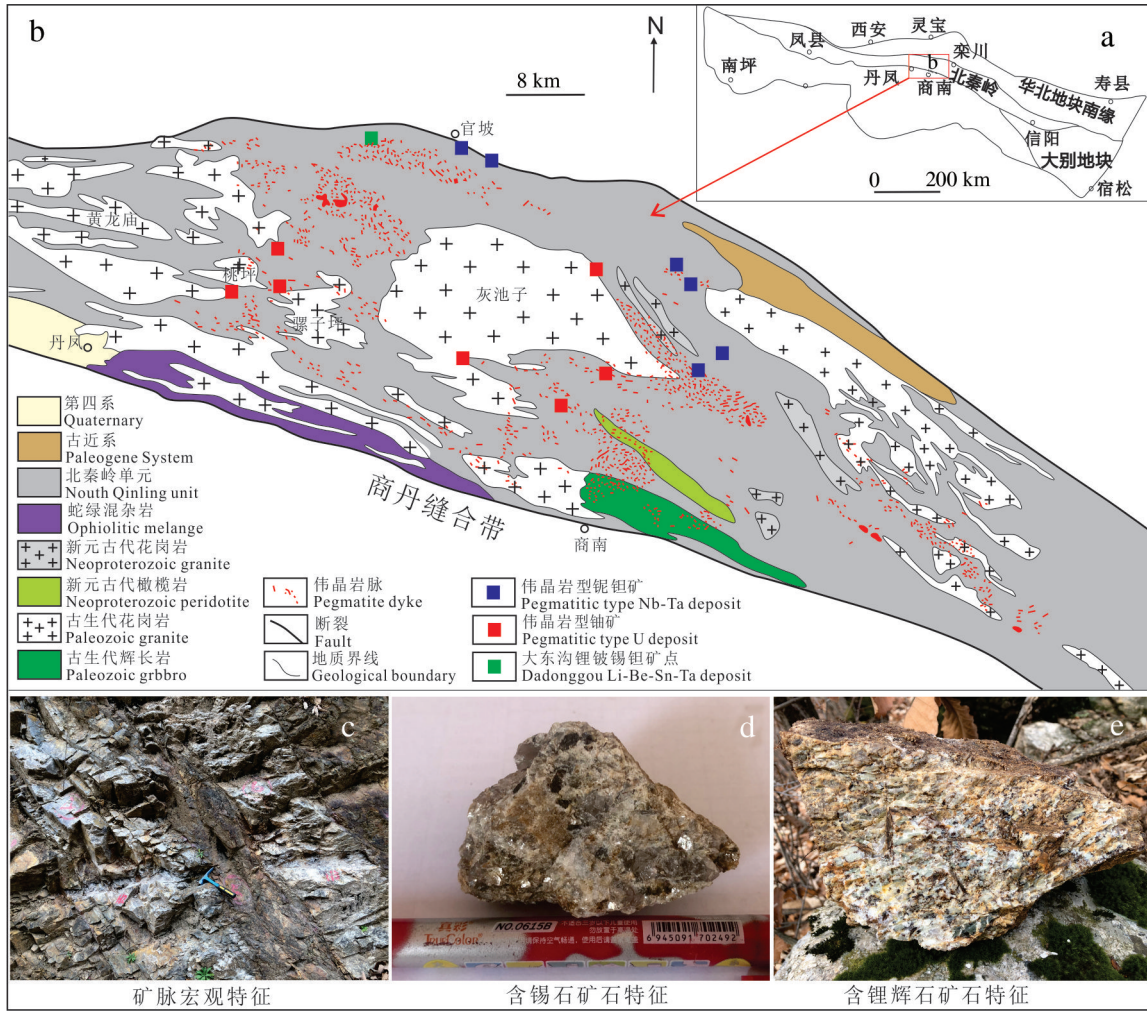 b
N
8 km
a
西安
灵宝
凤县
栾川
南坪
b
丹凤
商南
北秦岭
华北地块南缘
寿县
信阳
大别地块
宿松
0 200 km
官坡
黄龙庙
桃坪
灰池子
骡子坪
丹凤
商丹缝合带
商南
第四系
Quaternary
古近系
Paleogene System
北秦岭单元
Nouth Qinling unit
蛇绿混杂岩
Ophiolitic melange
新元古代花岗岩
Neoproterozoic granite
新元古代橄榄岩
Neoproterozoic peridotite
古生代花岗岩
Paleozoic granite
古生代辉长岩
Paleozoic grbbro
伟晶岩脉
Pegmatite dyke
断裂
Fault
地质界线
Geological boundary
伟晶岩型铌钽矿
Pegmatitic type Nb-Ta deposit
伟晶岩型铀矿
Pegmatitic type U deposit
大东沟锂铍锡钽矿点
Dadonggou Li-Be-Sn-Ta deposit
c
d
e
NO.0615B
6 945091 702492
矿脉宏观特征
含锡石矿石特征
含锂辉石矿石特征